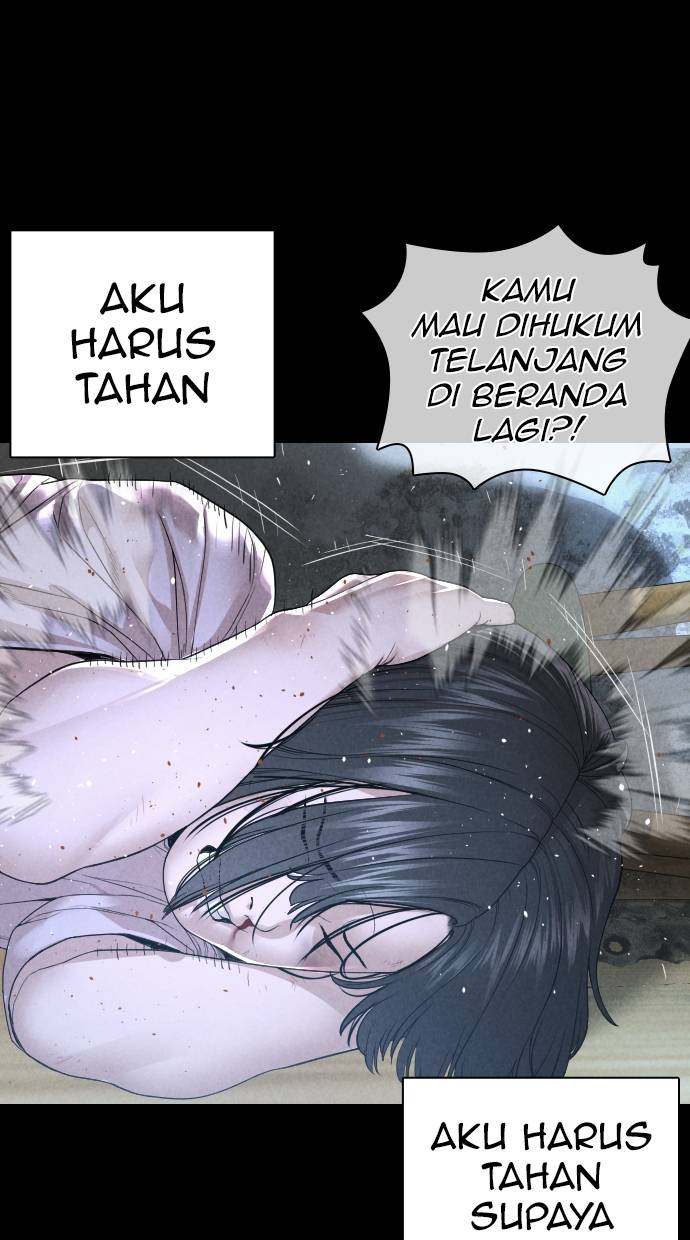 AKU
HARUS
TAHAN
KAMU
MAU DIHUKUM
TELANJANG
DI BERANDA
LAGI?!
AKU HARUS
TAHAN
SUPAYA